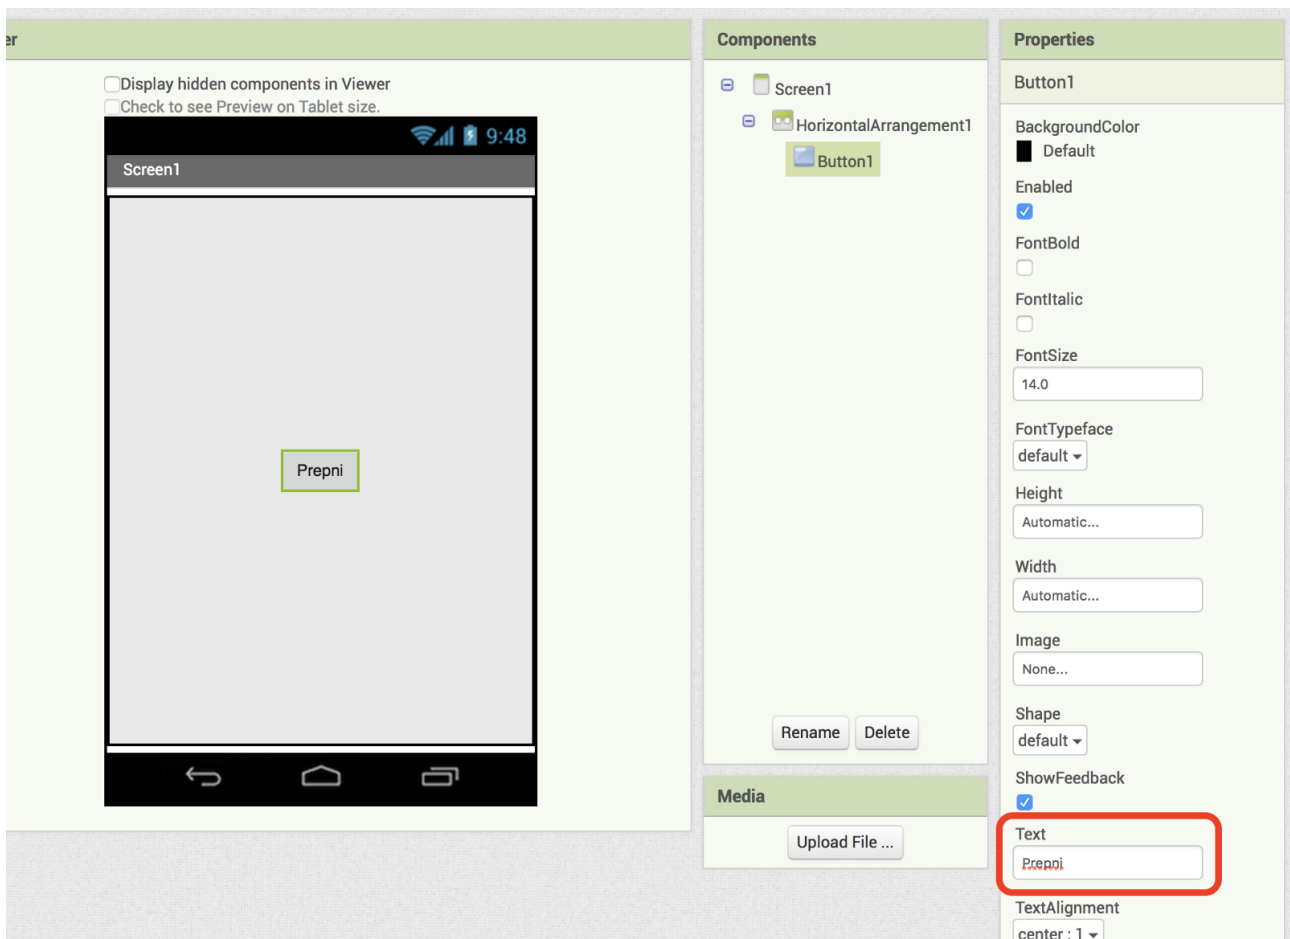 er
Display hidden components in Viewer
Check to see Preview on Tablet size.
9:48
Screen1
Prepni
Components
Screen1
HorizontalArrangement1
Button1
Rename
Delete
Media
Upload File ...
Properties
Button1
BackgroundColor
Default
Enabled
FontBold
FontItalic
FontSize
14.0
FontTypeface
default
Height
Automatic...
Width
Automatic...
Image
None...
Shape
default
ShowFeedback
Text
Prepni
TextAlignment
center : 1